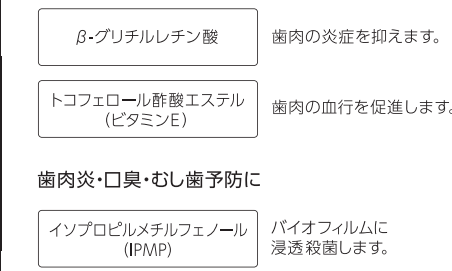 β-グリチルレチン酸
歯肉の炎症を抑えます。
トコフェロール酢酸エステル
(ビタミンE)
歯肉の血行を促進します。
歯肉炎・口臭・むし歯予防に
イソプロピルメチルフェノール
(IPMP)
バイオフィルムに
浸透殺菌します。